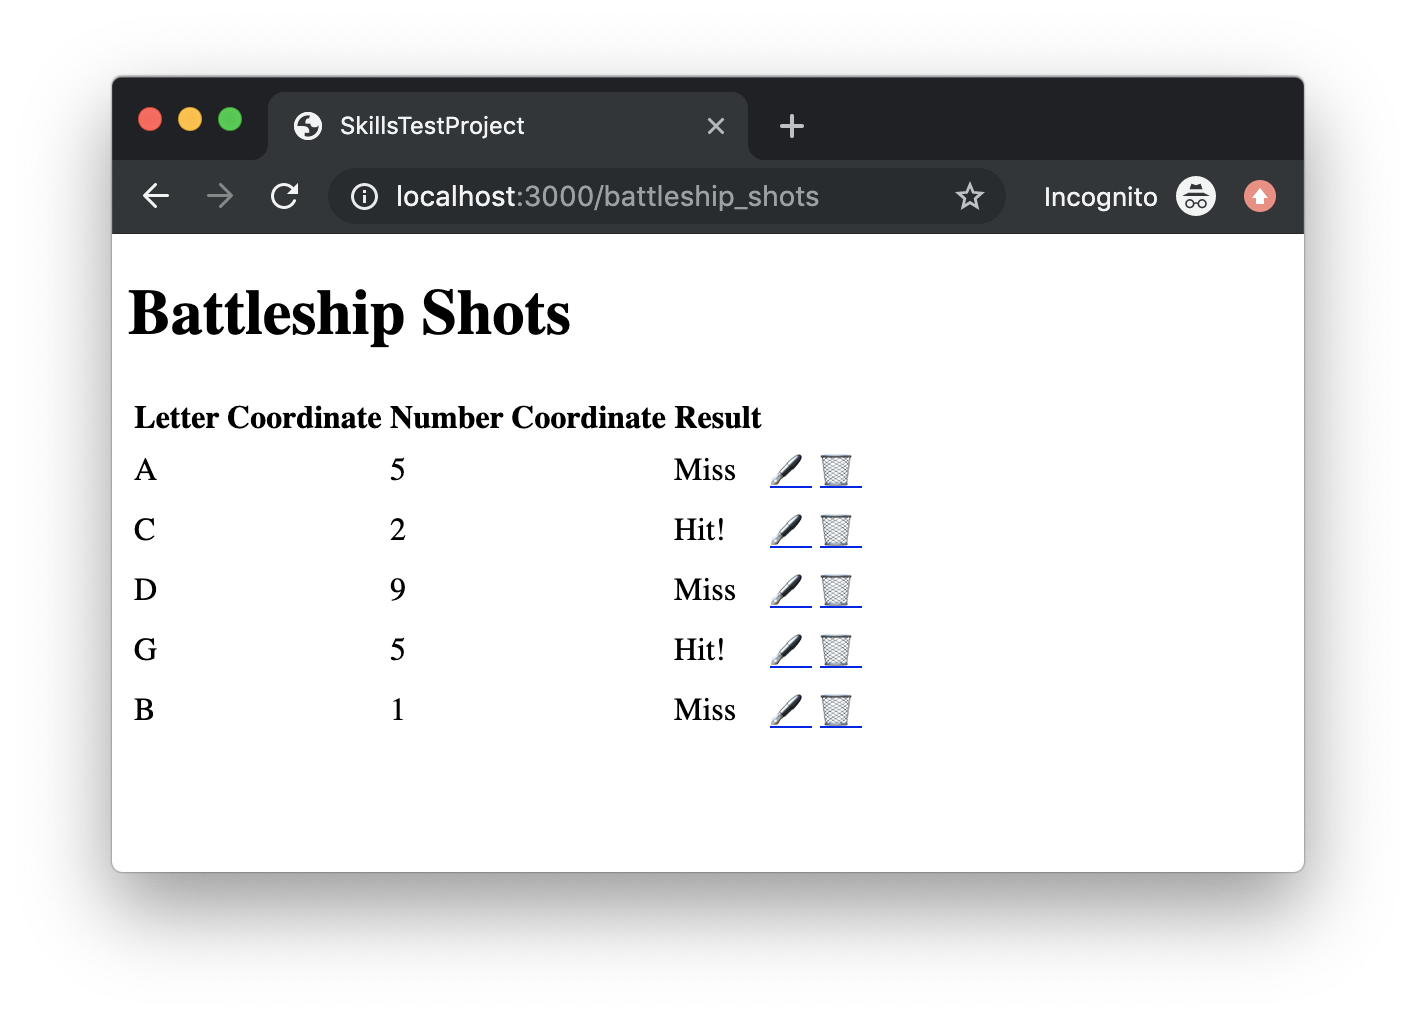 SkillsTestProject
localhost:3000/battleship_shots
Incognito
Battleship Shots
Letter Coordinate Number Coordinate Result
A 5 Miss
C 2 Hit!
D 9 Miss
G 5 Hit!
B 1 Miss